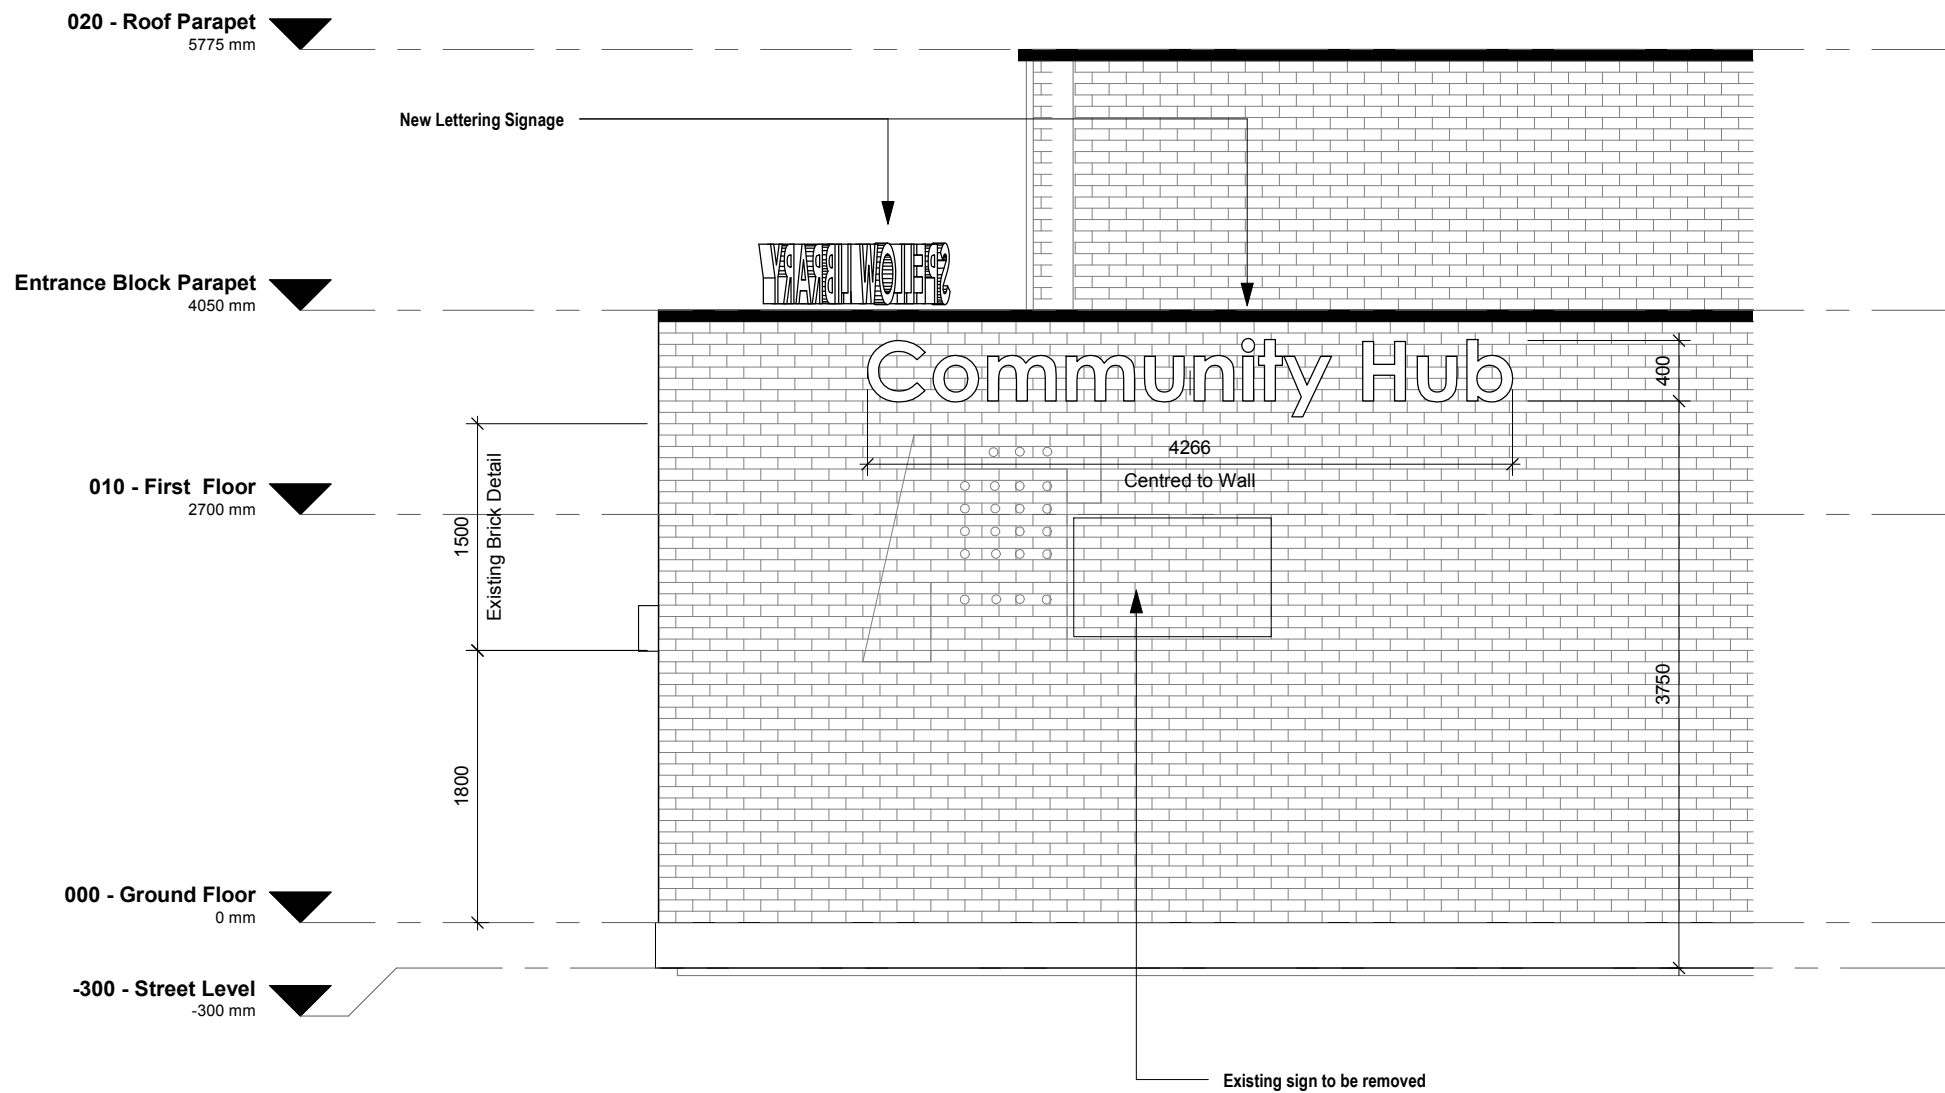 020 - Roof Parapet
5775 mm
New Lettering Signage
Entrance Block Parapet
4050 mm
Community Hub
400
4266
Centred to Wall
010 - First  Floor
2700 mm
1500
Existing Brick Detail
3750
1800
000 - Ground Floor
0 mm
-300 - Street Level
-300 mm
Existing sign to be removed